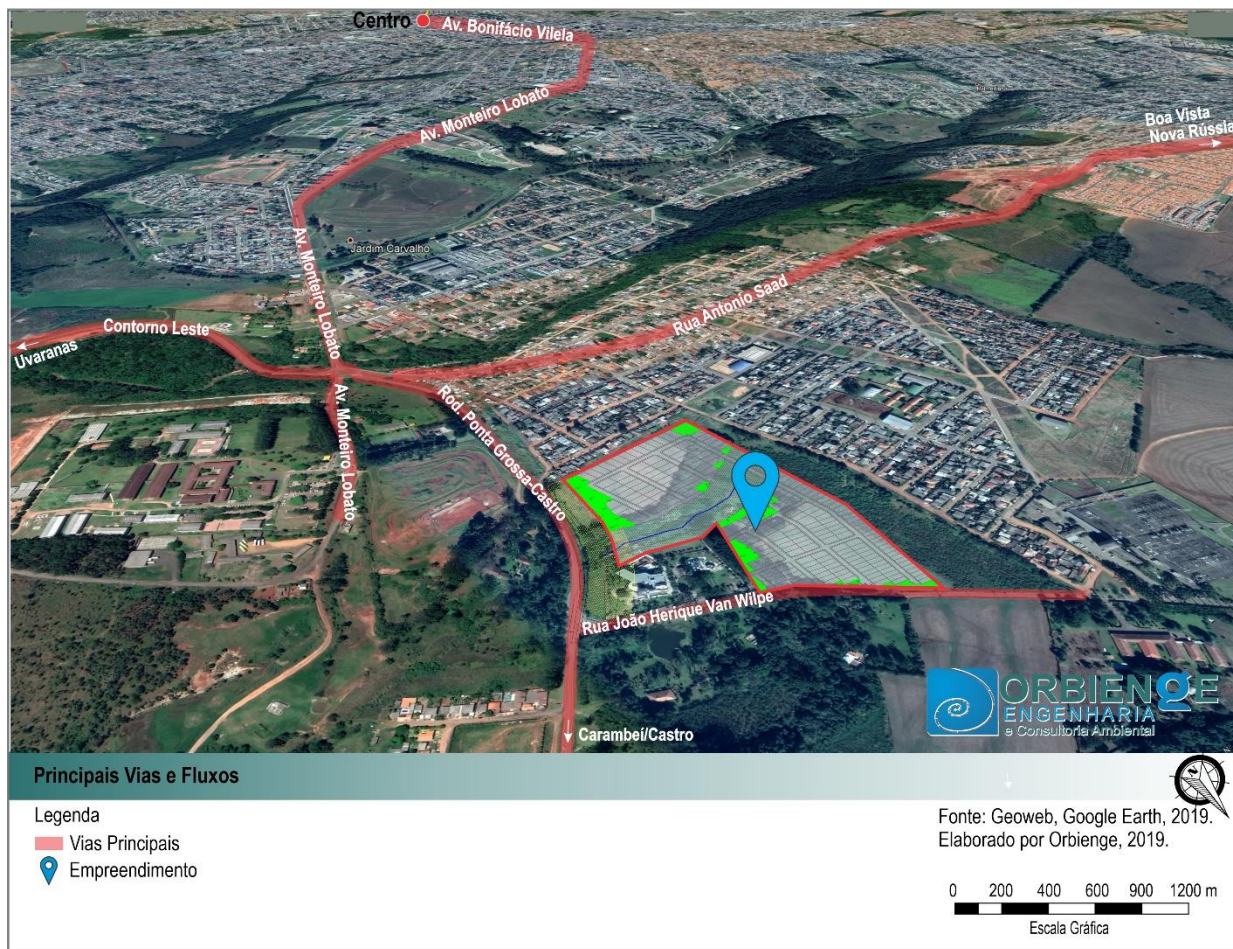 Centro
Av. Bonifácio Vilela
Av. Monteiro Lobato
Boa Vista
Nova Rússia
Av. Monteiro Lobato
Jardim Carvalho
Contorno Leste
Uvaranas
Rua Antonio Saad
Av. Monteiro Lobato
Rod. Ponta Grossa-Castro
Rua João Herique Van Wilpe
Carambeí/Castro
ORBIENGE
ENGENHARIA
e Consultoria Ambiental
Principais Vias e Fluxos
N
Legenda
Vias Principais
Empreendimento
Fonte: Geoweb, Google Earth, 2019.
Elaborado por Orbienge, 2019.
0 200 400 600 900 1200 m
Escala Gráfica